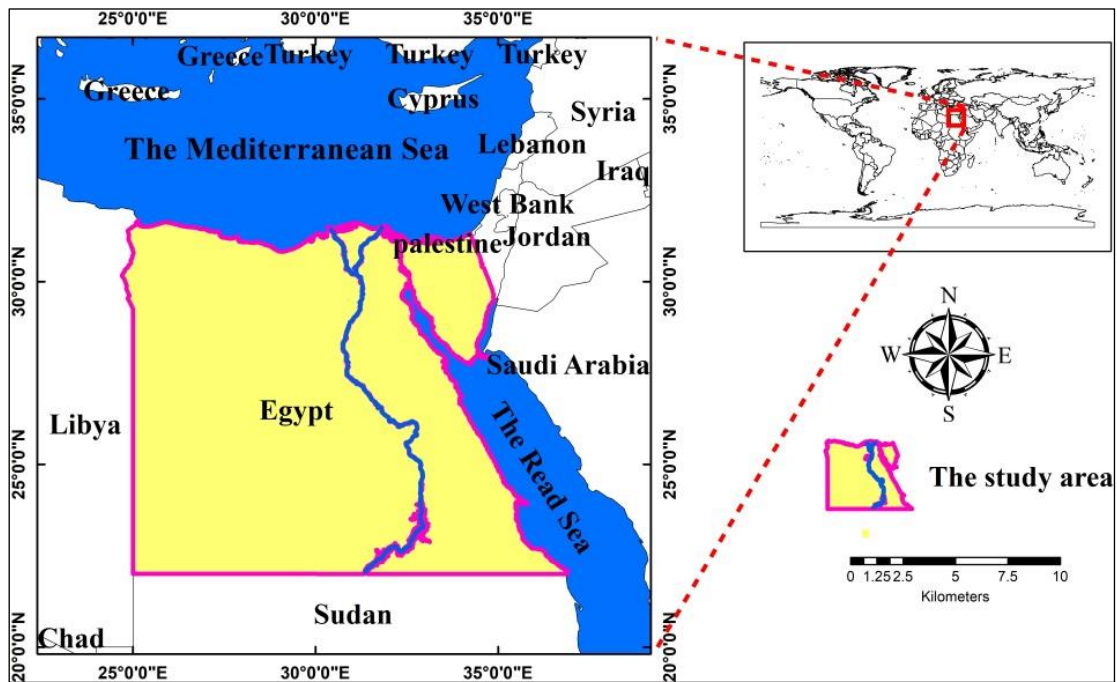 25°0'0"E 30°0'0"E 35°0'0"E
Greece Turkey Turkey Turkey
Greece Cyprus
Syria
The Mediterranean Sea
Lebanon
Iraq
West Bank
palestine Jordan
Saudi Arabia
Egypt
Libya
The Read Sea
Sudan
Chad
35°0'0"N
30°0'0"N
25°0'0"N
20°0'0"N
35°0'0"N
30°0'0"N
25°0'0"N
20°0'0"N
25°0'0"E 30°0'0"E 35°0'0"E
N
W E
S
The study area
0 1.25 2.5 5 7.5 10
Kilometers